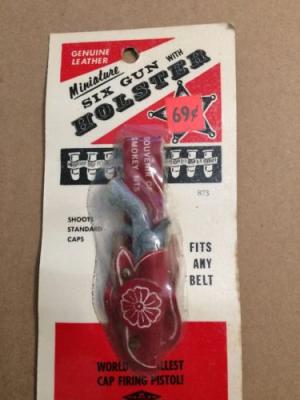 GENUINE
LEATHER
Miniature
SIX GUN WITH
HOLSTER
69¢
R73
SOUVENIR OF
SMOKEY MTS
SHOOTS
STANDARD
CAPS
FITS
ANY
BELT
CAP FIRING PISTOL!